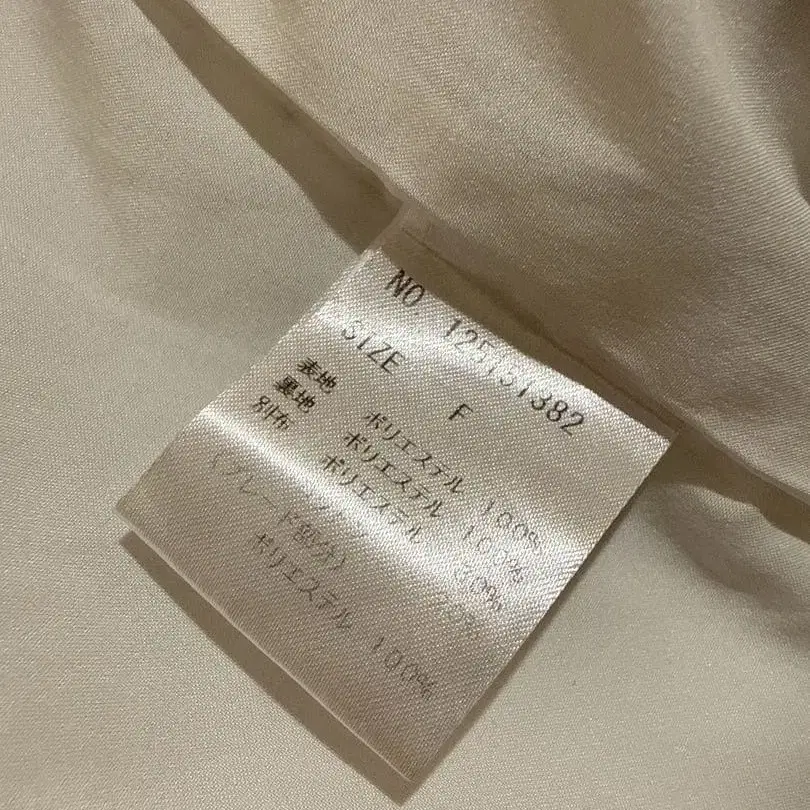 NO. 125151382
SIZE F
表地 ポリエステル 100%
裏地 ポリエステル 100%
別布 ポリエステル
(ブレード部分)
ポリエステル 100%